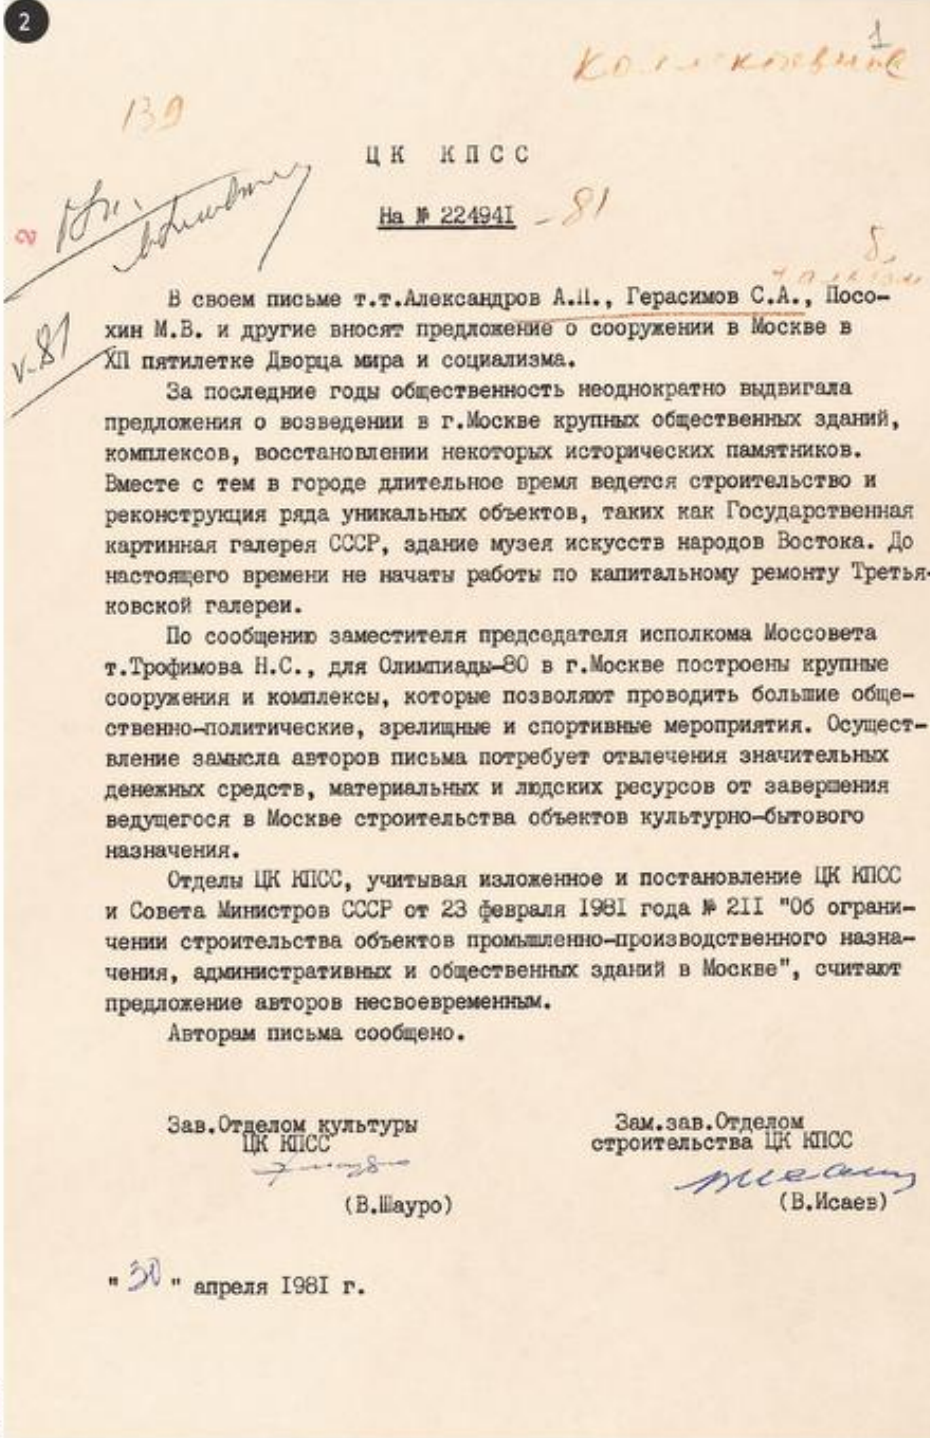 2
1
139
ЦК КПСС
На № 224941 - 81
2
V-81
В своем письме т.т.Александров А.П., Герасимов С.А., Посо-
хин М.В. и другие вносят предложение о сооружении в Москве в
ХП пятилетке Дворца мира и социализма.
За последние годы общественность неоднократно выдвигала
предложения о возведении в г.Москве крупных общественных зданий,
комплексов, восстановлении некоторых исторических памятников.
Вместе с тем в городе длительное время ведется строительство и
реконструкция ряда уникальных объектов, таких как Государственная
картинная галерея СССР, здание музея искусств народов Востока. До
настоящего времени не начаты работы по капитальному ремонту Третья-
ковской галереи.
По сообщению заместителя председателя исполкома Моссовета
т.Трофимова Н.С., для Олимпиады-80 в г.Москве построены крупные
сооружения и комплексы, которые позволяют проводить большие обще-
ственно-политические, зрелищные и спортивные мероприятия. Осущест-
вление замысла авторов письма потребует отвлечения значительных
денежных средств, материальных и людских ресурсов от завершения
ведущегося в Москве строительства объектов культурно-бытового
назначения.
Отделы ЦК КПСС, учитывая изложенное и постановление ЦК КПСС
и Совета Министров СССР от 23 февраля 1981 года № 211 "Об ограни-
чении строительства объектов промышленно-производственного назна-
чения, административных и общественных зданий в Москве", считают
предложение авторов несвоевременным.
Авторам письма сообщено.
Зав.Отделом культуры
ЦК КПСС
(В.Шауро)
Зам.зав.Отделом
строительства ЦК КПСС
(В.Исаев)
"30" апреля 1981 г.